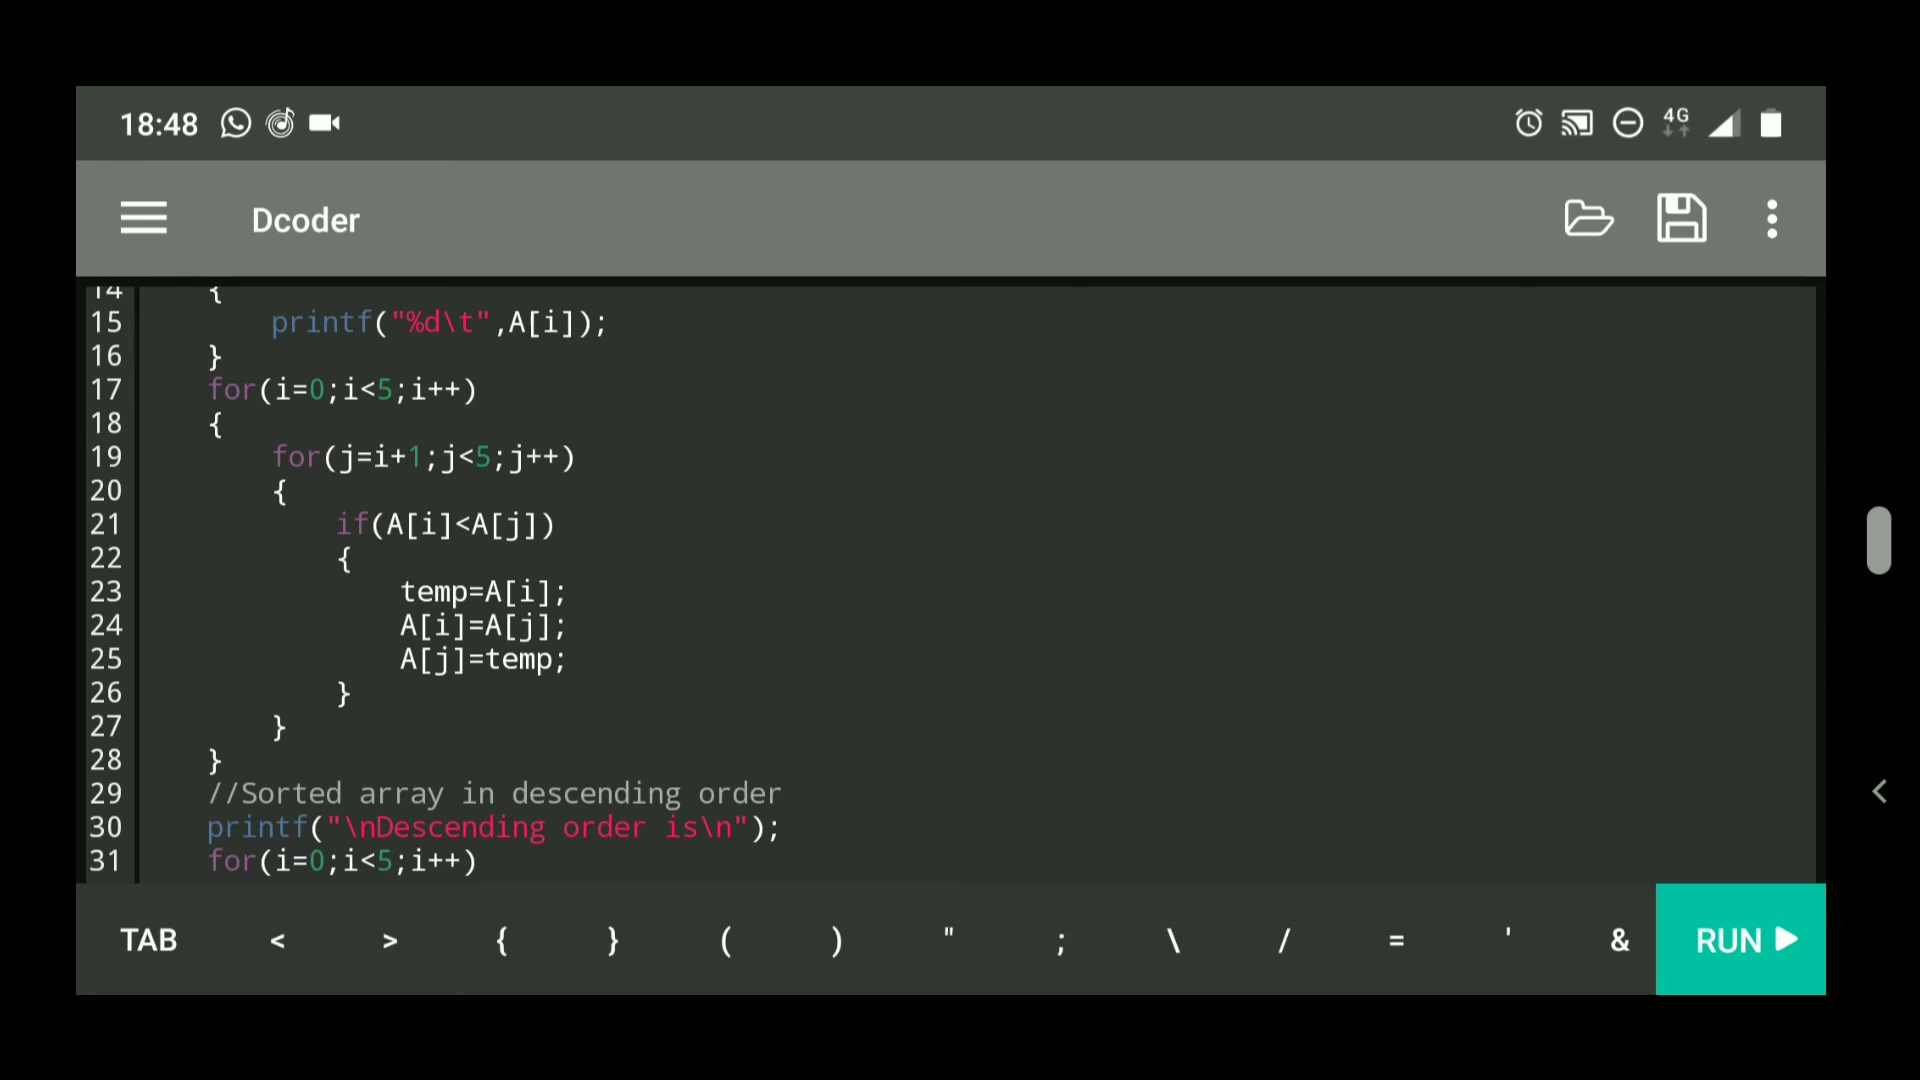 18:48 4G
Dcoder
14 {
15 printf("%d\t",A[i]);
16 }
17 for(i=0;i<5;i++)
18 {
19 for(j=i+1;j<5;j++)
20 {
21 if(A[i]<A[j])
22 {
23 temp=A[i];
24 A[i]=A[j];
25 A[j]=temp;
26 }
27 }
28 }
29 //Sorted array in descending order
30 printf("\nDescending order is\n");
31 for(i=0;i<5;i++)
TAB < > { } ( ) " ; \ / = ' & RUN